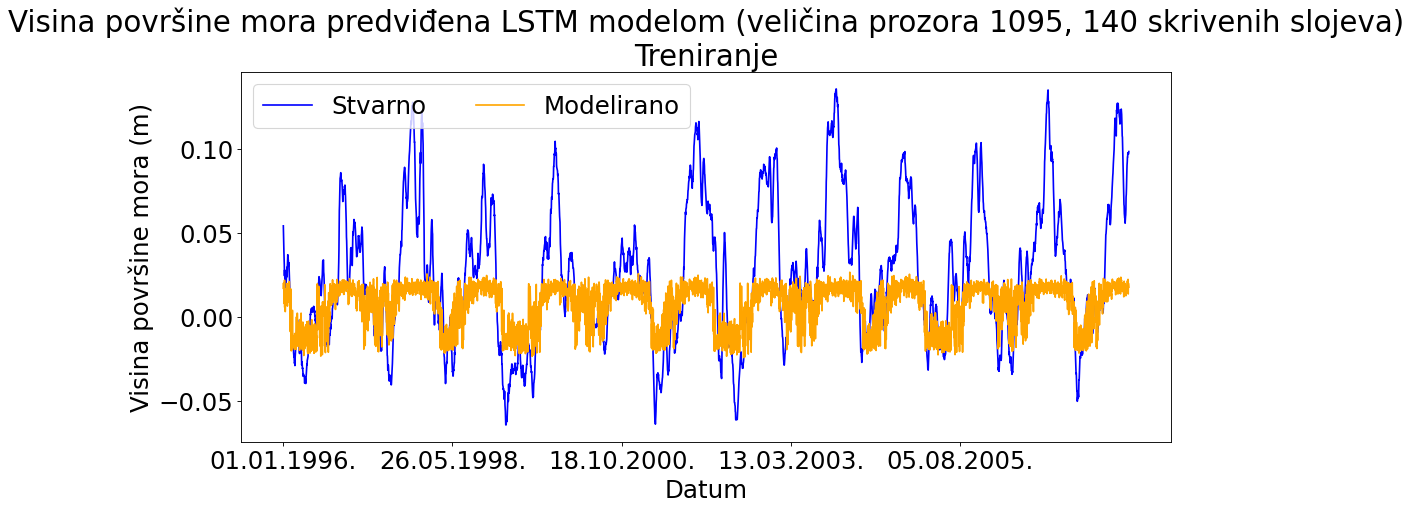 Visina površine mora predviđena LSTM modelom (veličina prozora 1095, 140 skrivenih slojeva)
Treniranje
Stvarno Modelirano
Visina površine mora (m)
0.10
0.05
0.00
−0.05
01.01.1996. 26.05.1998. 18.10.2000. 13.03.2003. 05.08.2005.
Datum